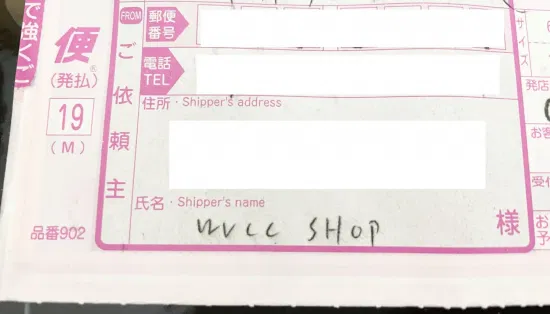 で強くご
便
(発払)
19
(M)
品番902
FROM
ご依頼主
郵便番号
電話 TEL
住所・Shipper's address
氏名・Shipper's name
WVCC SHOP
様
サイズ
発店
お客
受付
お
予